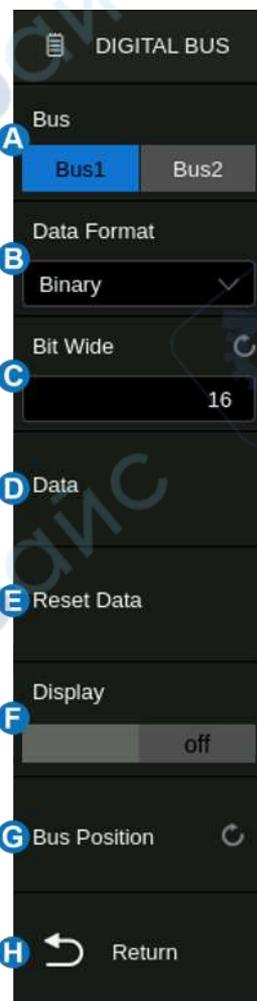 DIGITAL BUS
Bus
A
Bus1 Bus2
Data Format
B
Binary
Bit Wide
C
16
D Data
E Reset Data
Display
F
off
G Bus Position
H Return